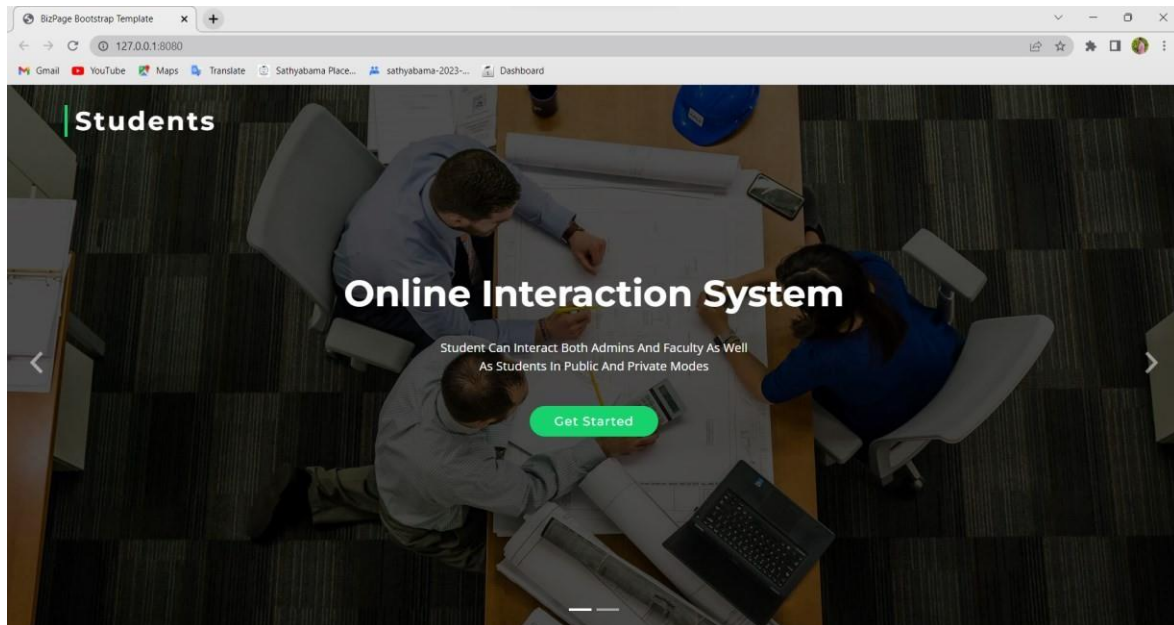 BizPage Bootstrap Template
127.0.0.1:8080
Gmail YouTube Maps Translate Sathyabama Place... sathyabama-2023-... Dashboard
Students
Online Interaction System
Student Can Interact Both Admins And Faculty As Well
As Students In Public And Private Modes
Get Started